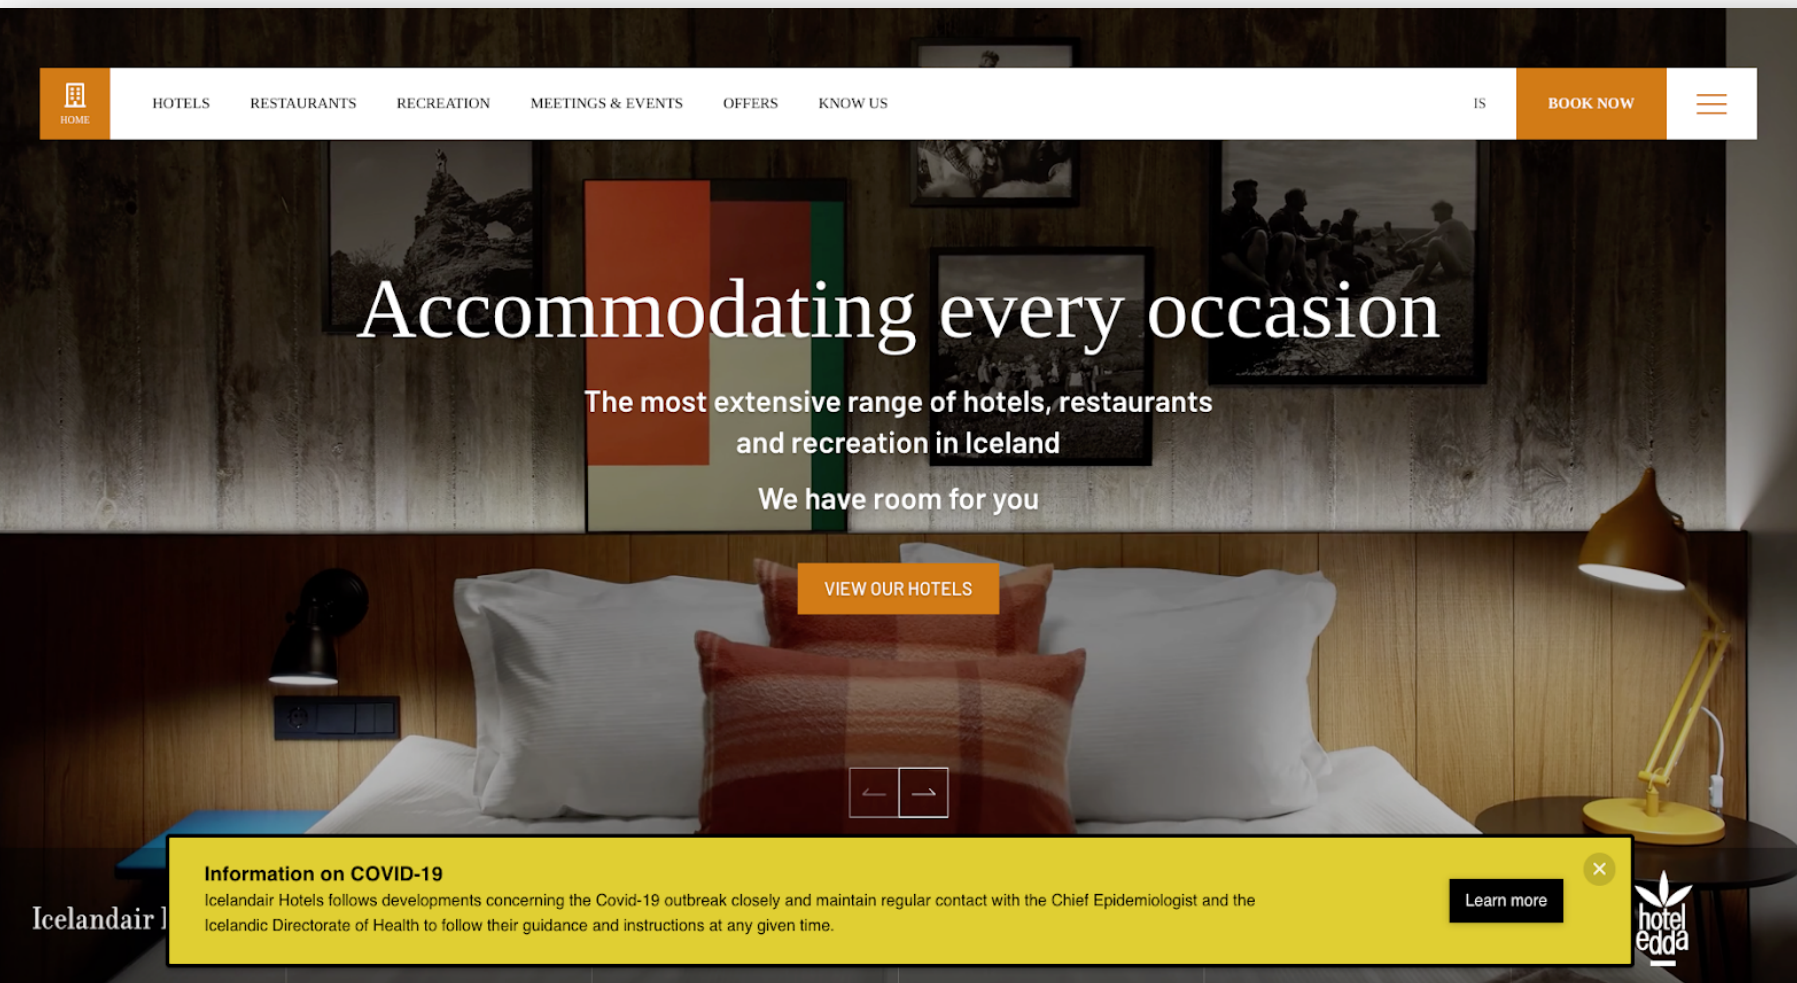 HOME
HOTELS RESTAURANTS RECREATION MEETINGS & EVENTS OFFERS KNOW US IS BOOK NOW
Accommodating every occasion
The most extensive range of hotels, restaurants
and recreation in Iceland
We have room for you
VIEW OUR HOTELS
Information on COVID-19
Icelandair Hotels follows developments concerning the Covid-19 outbreak closely and maintain regular contact with the Chief Epidemiologist and the
Icelandic Directorate of Health to follow their guidance and instructions at any given time.
Learn more
Icelandair
hotel
edda